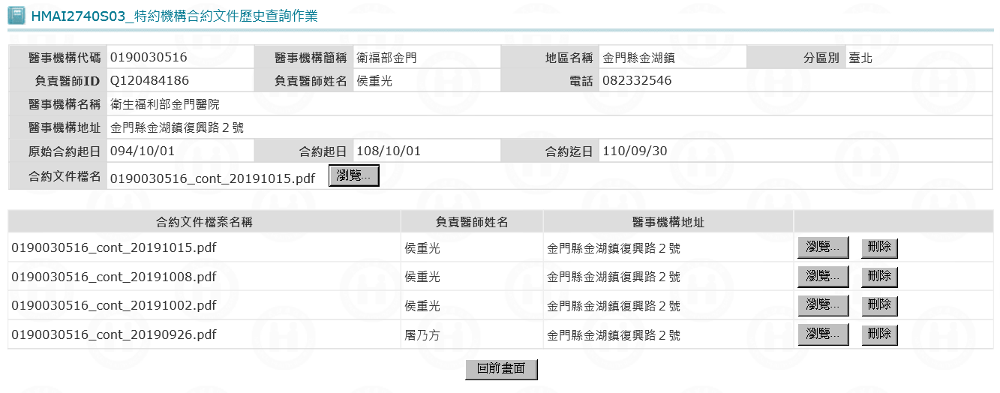 HMAI2740S03_特約機構合約文件歷史查詢作業
醫事機構代碼 0190030516 醫事機構簡稱 衛福部金門 地區名稱 金門縣金湖鎮 分區別 臺北
負責醫師ID Q120484186 負責醫師姓名 侯重光 電話 082332546
醫事機構名稱 衛生福利部金門醫院
醫事機構地址 金門縣金湖鎮復興路２號
原始合約起日 094/10/01 合約起日 108/10/01 合約迄日 110/09/30
合約文件檔名 0190030516_cont_20191015.pdf 瀏覽...
合約文件檔案名稱 負責醫師姓名 醫事機構地址
0190030516_cont_20191015.pdf 侯重光 金門縣金湖鎮復興路２號 瀏覽... 刪除
0190030516_cont_20191008.pdf 侯重光 金門縣金湖鎮復興路２號 瀏覽... 刪除
0190030516_cont_20191002.pdf 侯重光 金門縣金湖鎮復興路２號 瀏覽... 刪除
0190030516_cont_20190926.pdf 屠乃方 金門縣金湖鎮復興路２號 瀏覽... 刪除
回前畫面